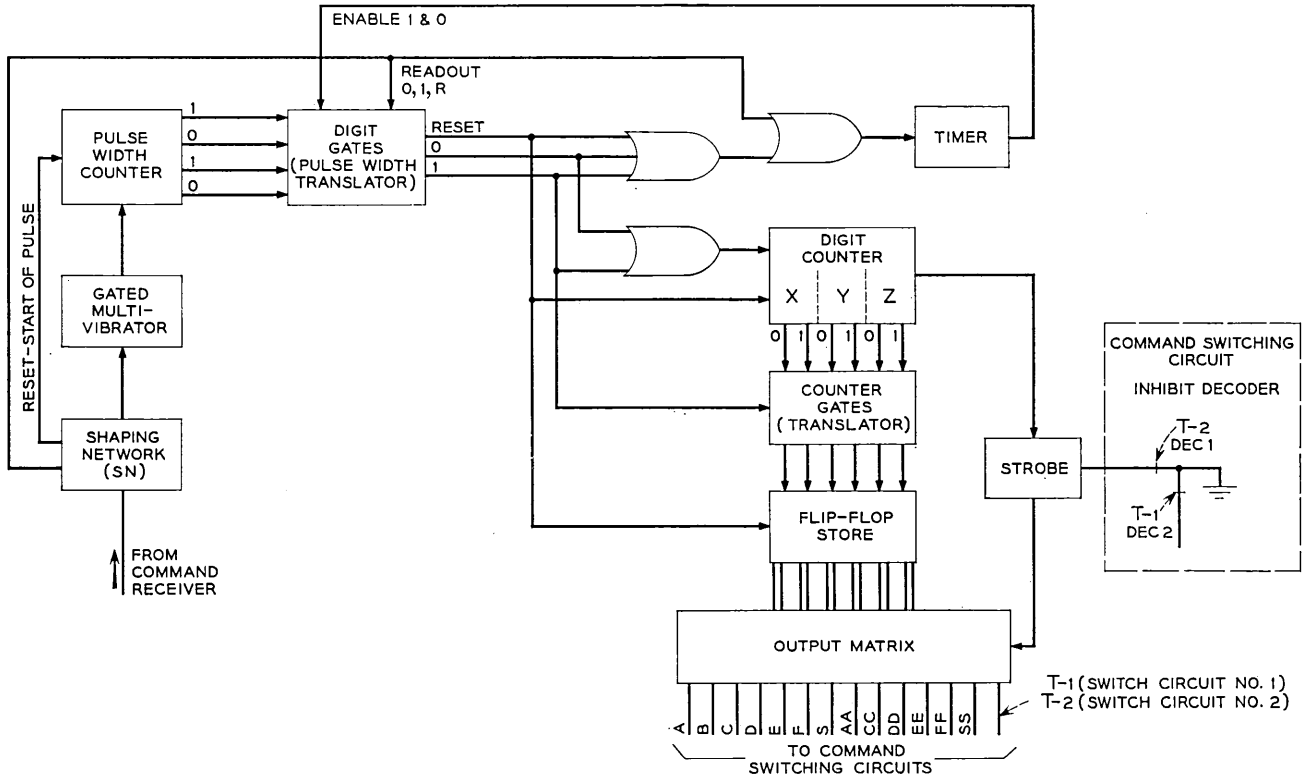 ENABLE 1 & 0
READOUT
0, 1, R
PULSE
WIDTH
COUNTER
1
0
1
0
DIGIT
GATES
(PULSE WIDTH
TRANSLATOR)
RESET
0
1
TIMER
RESET-START OF PULSE
GATED
MULTI-
VIBRATOR
SHAPING
NETWORK
(SN)
FROM
COMMAND
RECEIVER
DIGIT
COUNTER
X
Y
Z
0 1 0 1 0 1
COUNTER
GATES
(TRANSLATOR)
FLIP-FLOP
STORE
OUTPUT MATRIX
STROBE
COMMAND SWITCHING
CIRCUIT
INHIBIT DECODER
T-2
DEC 1
T-1
DEC 2
T-1 (SWITCH CIRCUIT NO. 1)
T-2 (SWITCH CIRCUIT NO. 2)
A B C D E F S AA CC DD EE FF SS
TO COMMAND
SWITCHING CIRCUITS